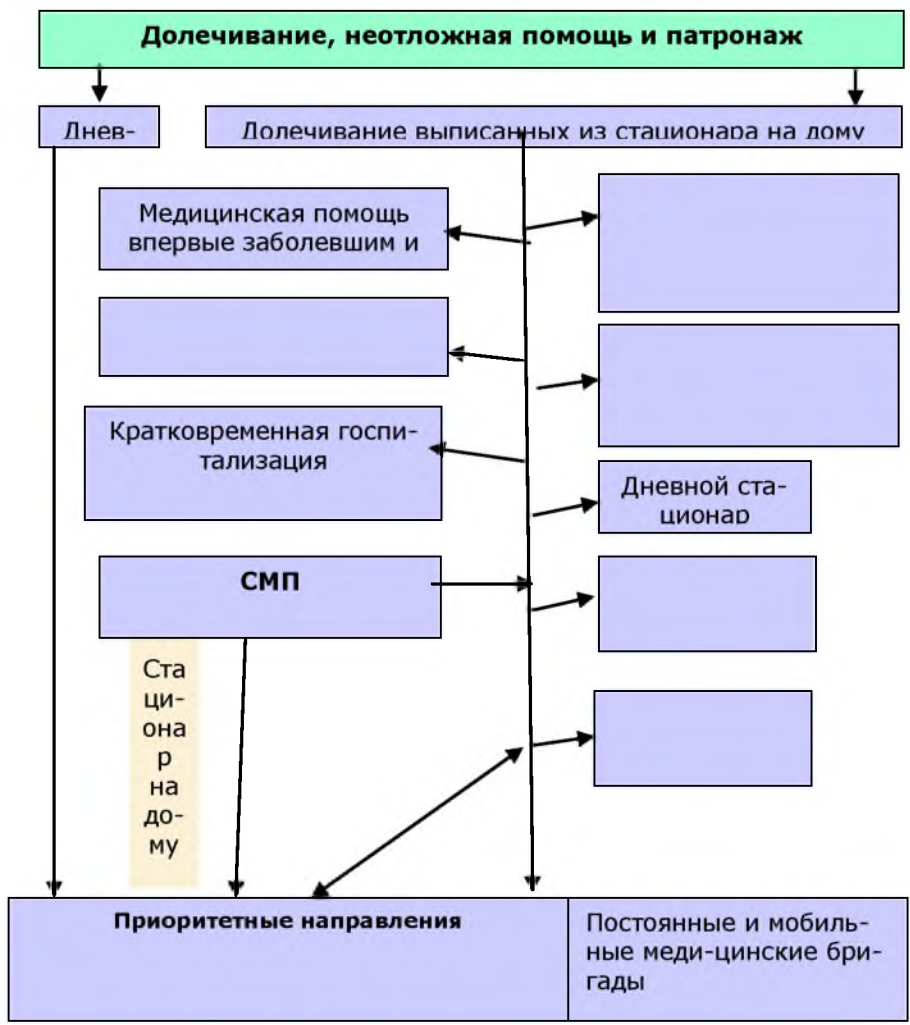 Долечивание, неотложная помощь и патронаж
Днев-
Долечивание выписанных из стационара на дому
Медицинская помощь
впервые заболевшим и
Кратковременная госпи-
тализация
Дневной ста-
ционар
СМП
Ста
ци-
она
р
на
до-
му
Приоритетные направления
Постоянные и мобиль-
ные меди-цинские бри-
гады